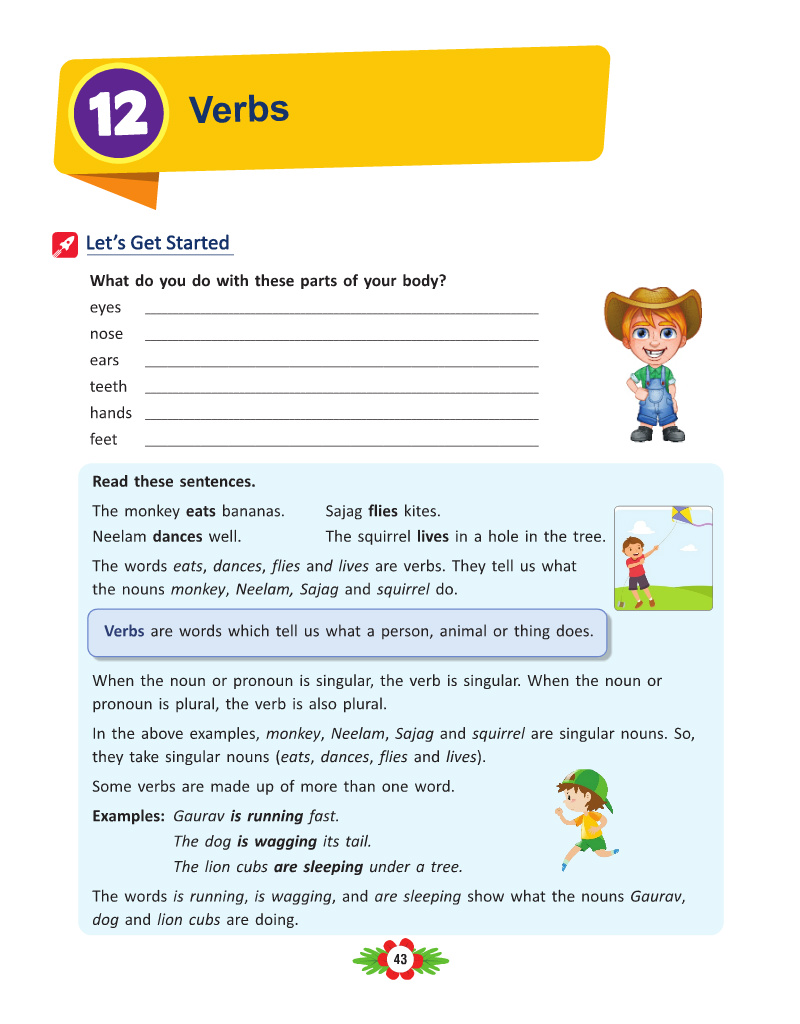 12
Verbs
Let's Get Started
What do you do with these parts of your body?
eyes
nose
ears
teeth
hands
feet
Read these sentences.
The monkey eats bananas. Sajag flies kites.
Neelam dances well. The squirrel lives in a hole in the tree.
The words eats, dances, flies and lives are verbs. They tell us what
the nouns monkey, Neelam, Sajag and squirrel do.
Verbs are words which tell us what a person, animal or thing does.
When the noun or pronoun is singular, the verb is singular. When the noun or
pronoun is plural, the verb is also plural.
In the above examples, monkey, Neelam, Sajag and squirrel are singular nouns. So,
they take singular nouns (eats, dances, flies and lives).
Some verbs are made up of more than one word.
Examples: Gaurav is running fast.
The dog is wagging its tail.
The lion cubs are sleeping under a tree.
The words is running, is wagging, and are sleeping show what the nouns Gaurav,
dog and lion cubs are doing.
43